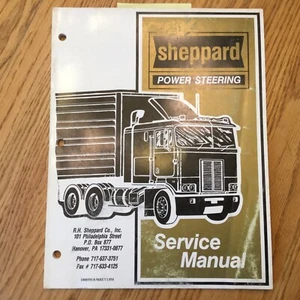 sheppard
POWER STEERING
R.H. Sheppard Co., Inc.
101 Philadelphia Street
P.O. Box 877
Hanover, PA 17331-0877
Phone 717-637-3751
Fax # 717-633-4125
Service
Manual